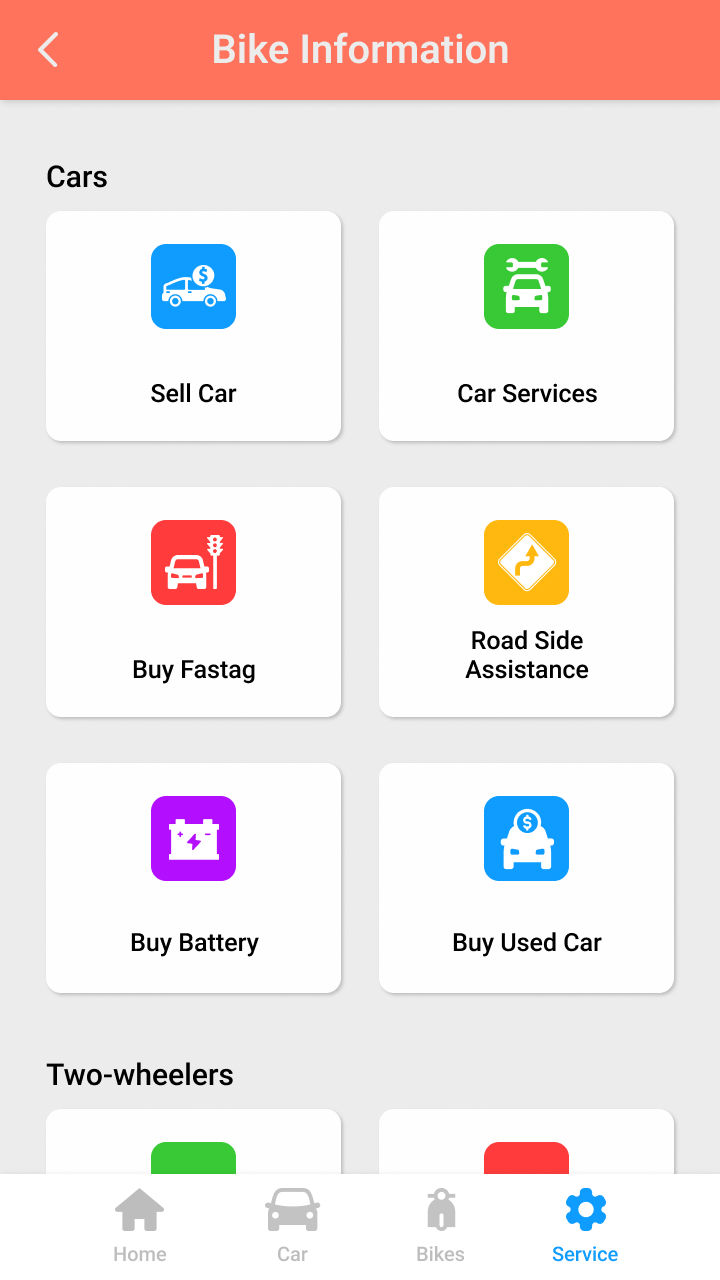 Bike Information
Cars
Sell Car
Car Services
Buy Fastag
Road Side
Assistance
Buy Battery
Buy Used Car
Two-wheelers
Home
Car
Bikes
Service